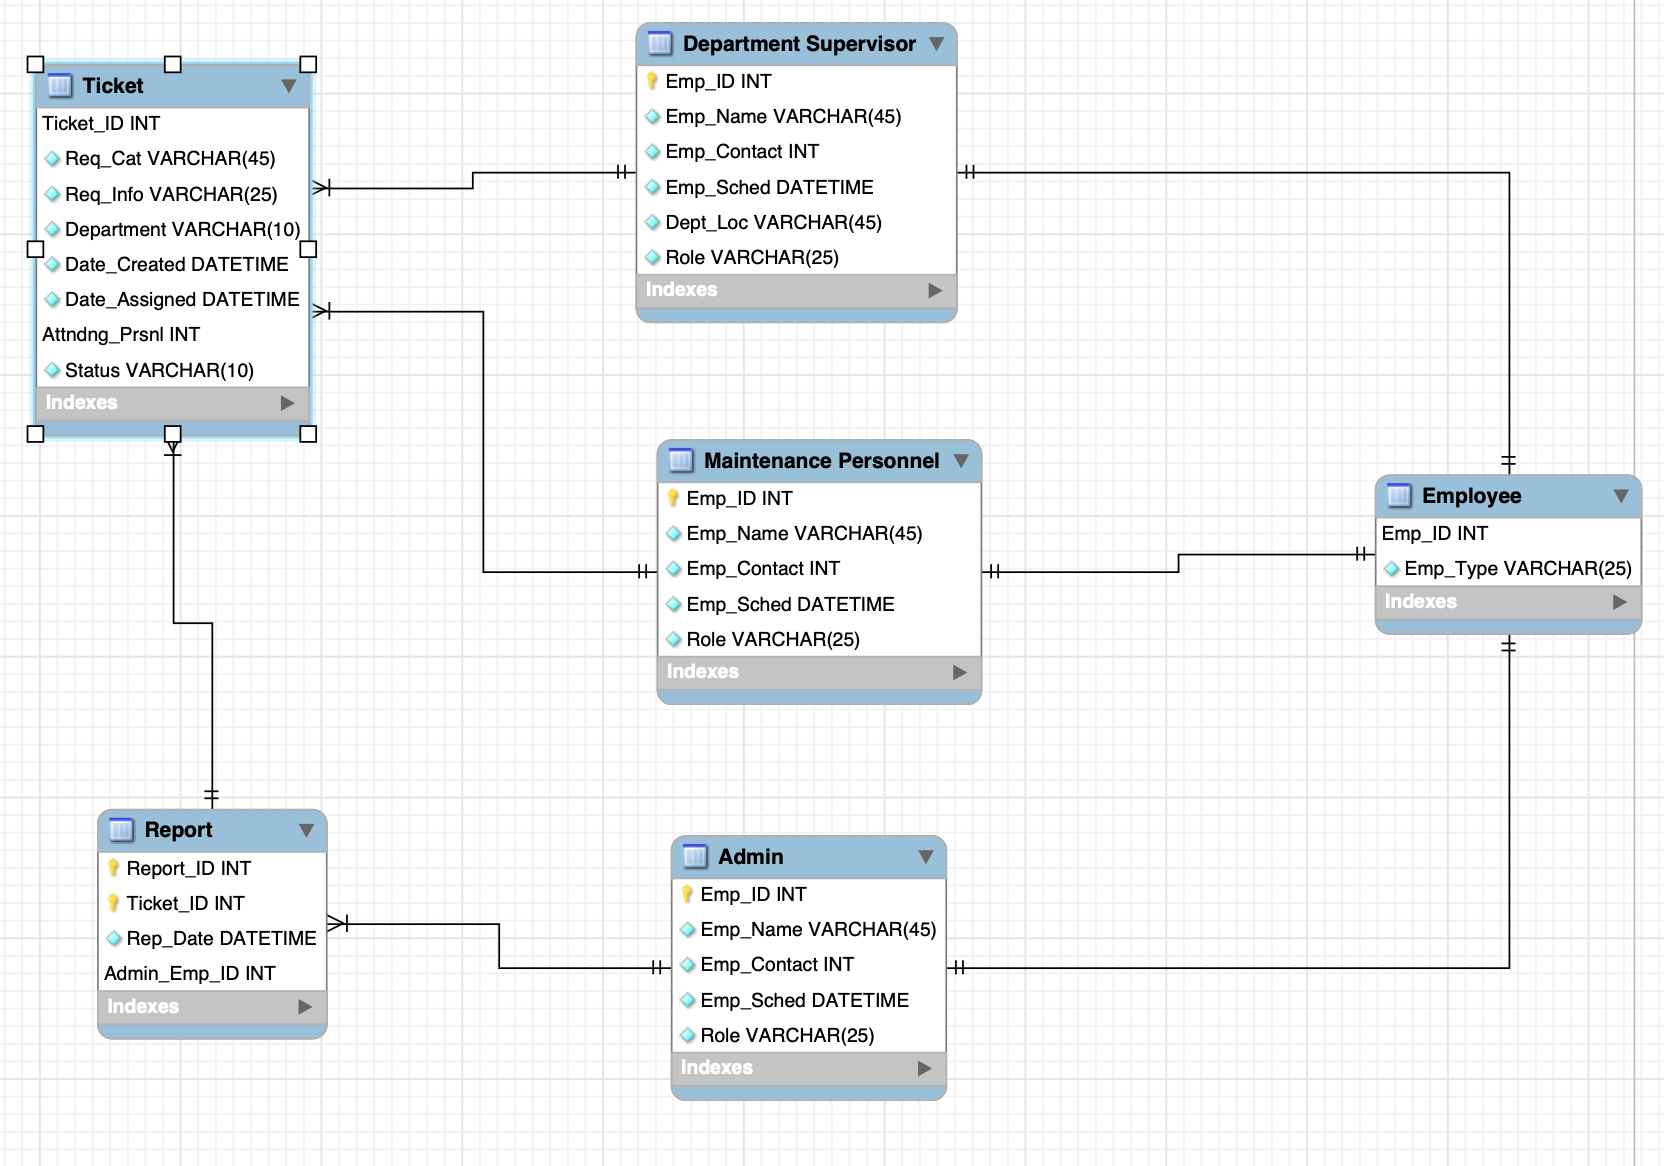 Ticket
Ticket_ID INT
Req_Cat VARCHAR(45)
Req_Info VARCHAR(25)
Department VARCHAR(10)
Date_Created DATETIME
Date_Assigned DATETIME
Attndng_Prsnl INT
Status VARCHAR(10)
Indexes
Department Supervisor
Emp_ID INT
Emp_Name VARCHAR(45)
Emp_Contact INT
Emp_Sched DATETIME
Dept_Loc VARCHAR(45)
Role VARCHAR(25)
Indexes
Maintenance Personnel
Emp_ID INT
Emp_Name VARCHAR(45)
Emp_Contact INT
Emp_Sched DATETIME
Role VARCHAR(25)
Indexes
Employee
Emp_ID INT
Emp_Type VARCHAR(25)
Indexes
Report
Report_ID INT
Ticket_ID INT
Rep_Date DATETIME
Admin_Emp_ID INT
Indexes
Admin
Emp_ID INT
Emp_Name VARCHAR(45)
Emp_Contact INT
Emp_Sched DATETIME
Role VARCHAR(25)
Indexes